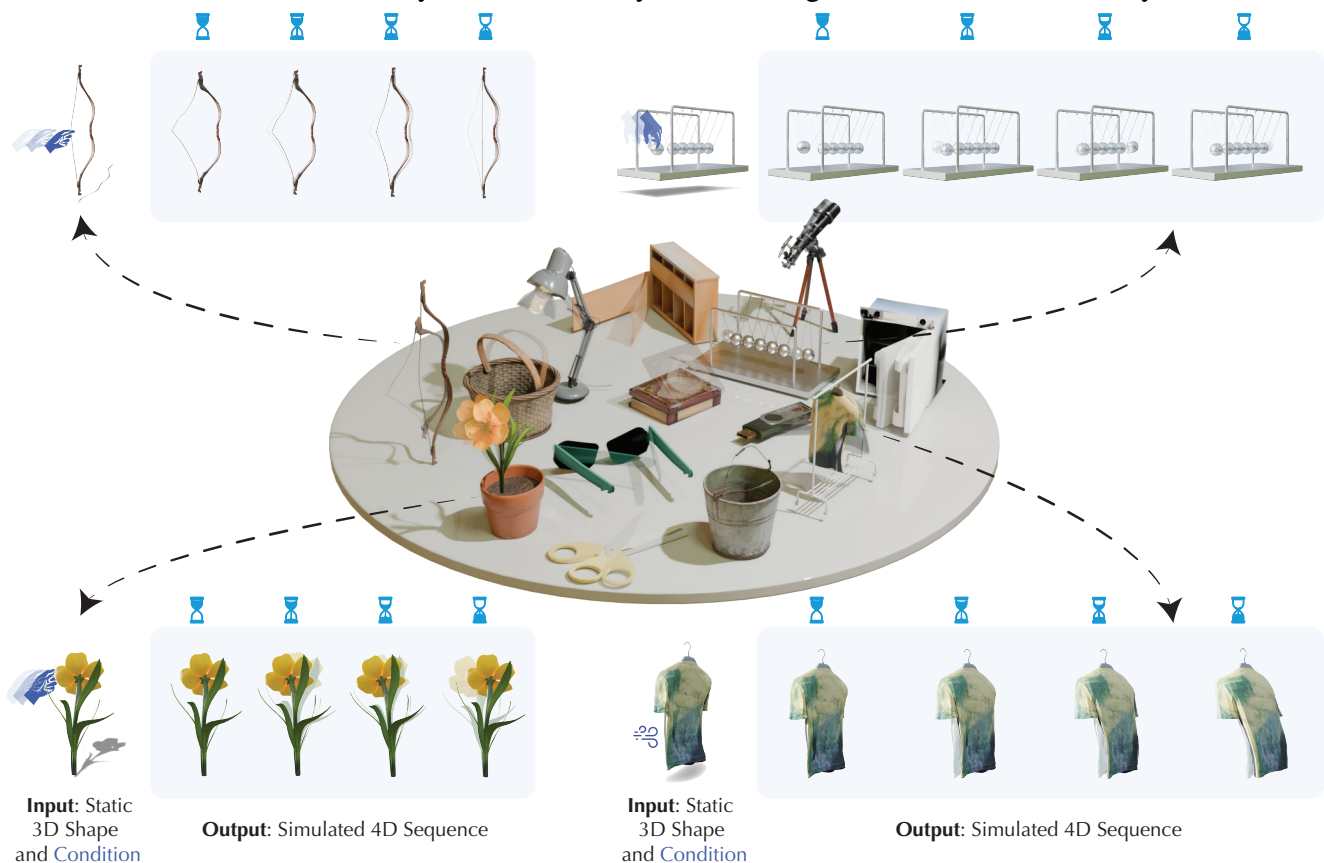 Input: Static
3D Shape
and Condition
Output: Simulated 4D Sequence
Input: Static
3D Shape
and Condition
Output: Simulated 4D Sequence